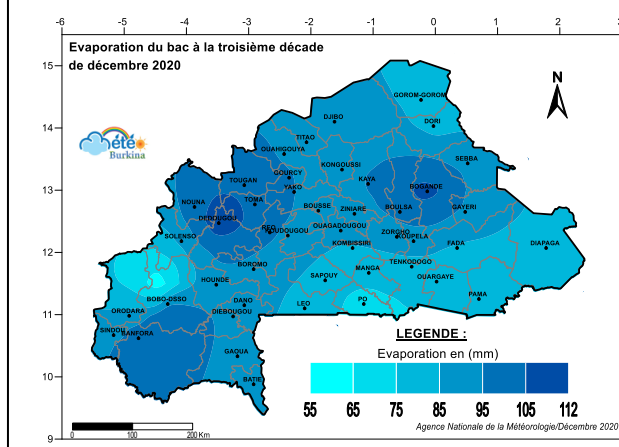 -6 -5 -4 -3 -2 -1 0 1 2
Evaporation du bac à la troisième décade
de décembre 2020
15
14
13
12
11
10
9
N
été
Burkina
GOROM-GOROM
DJIBO
DORI
TITAO
OUAHIGOUYA
SEBBA
KONGOUSSI
GOURCY
TOUGAN
KAYA
YAKO
BOGANDE
TOMA
NOUNA
BOUSSE
ZINIARE
BOULSA
GAYERI
DEDOUGOU
REO
KOUDOUGOU
OUAGADOUGOU
ZORGHO
KOUPELA
SOLENSO
KOMBISSIRI
FADA
DIAPAGA
TENKODOGO
BOROMO
MANGA
SAPOUY
OUARGAYE
HOUNDE
PAMA
BOBO-DSSO
DANO
LEO
PO
ORODARA
DIEBOUGOU
SINDOU
BANFORA
GAOUA
BATIE
LEGENDE :
Evaporation en (mm)
55 65 75 85 95 105 112
0 100 200 Km
Agence Nationale de la Météorologie/Décembre 2020